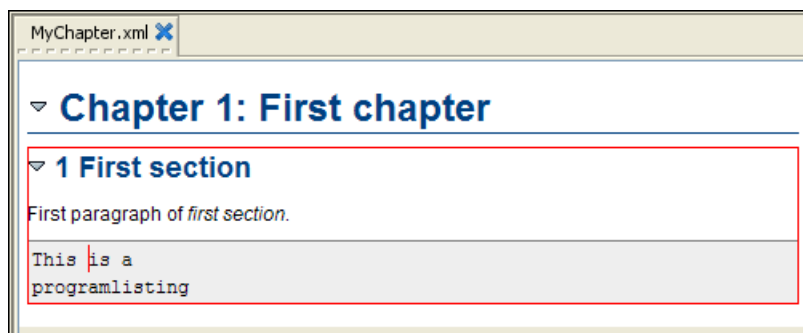 MyChapter.xml
Chapter 1: First chapter
1 First section
First paragraph of first section.
This is a
programlisting